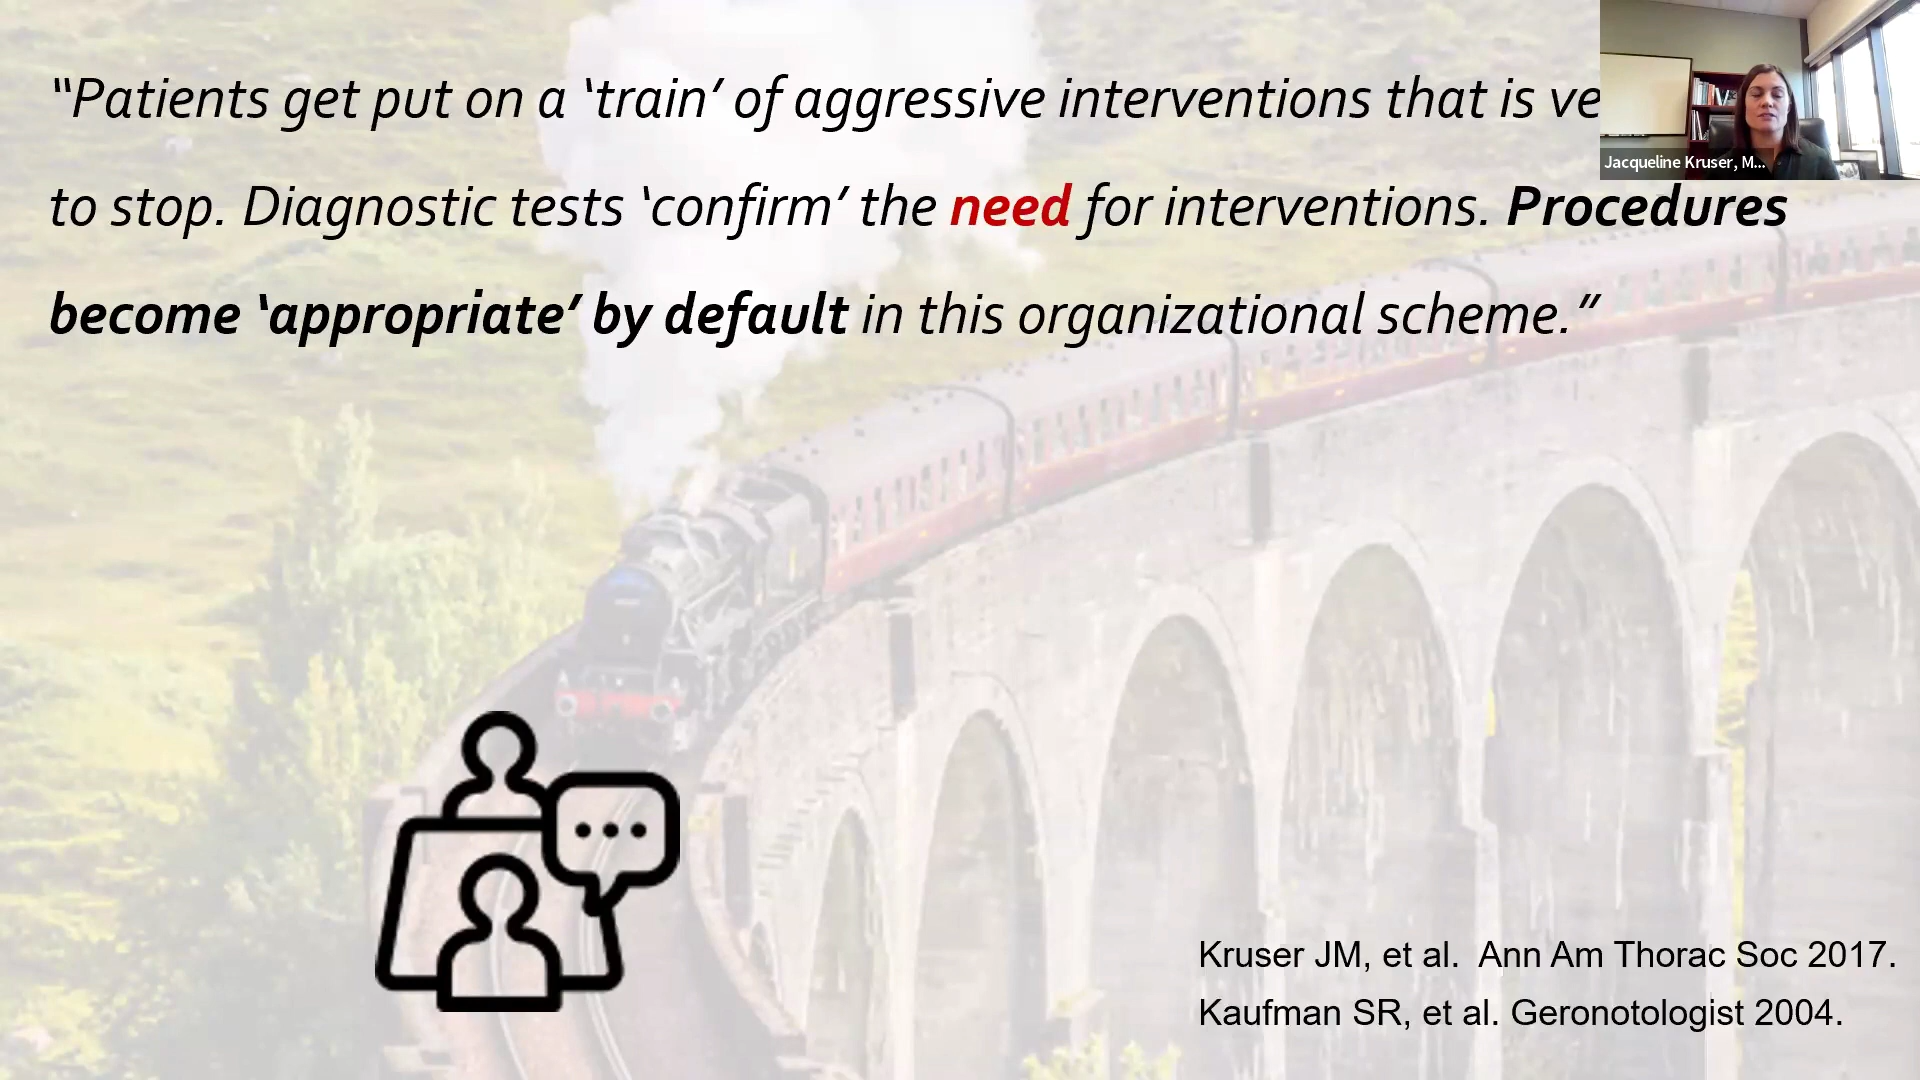 “Patients get put on a ‘train’ of aggressive interventions that is
Jacqueline Kruser, M...
to stop. Diagnostic tests ‘confirm’ the need for interventions. Procedures
become ‘appropriate’ by default in this organizational scheme.”
Kruser JM, et al. Ann Am Thorac Soc 2017.
Kaufman SR, et al. Geronotologist 2004.